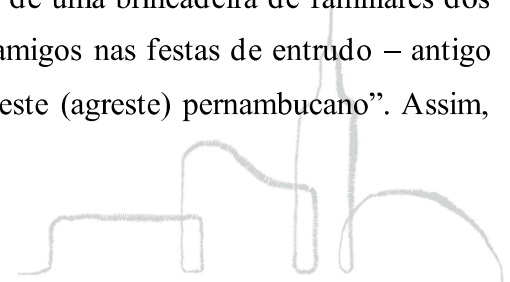 de uma brincadeira de familiares dos
amigos nas festas de entrudo – antigo
este (agreste) pernambucano”. Assim,